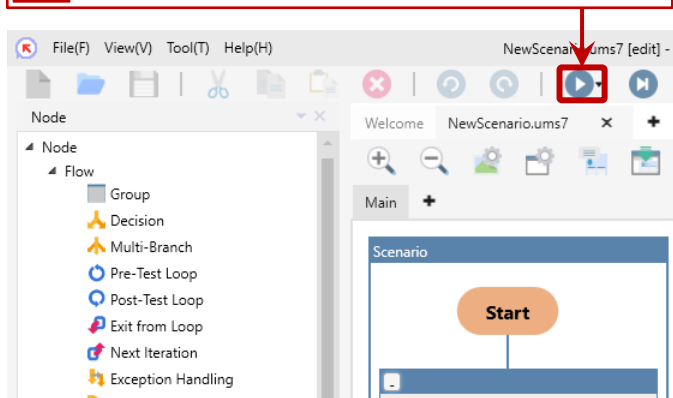 File(F) View(V) Tool(T) Help(H)
NewScenario.ums7 [edit] -
Node
Welcome NewScenario.ums7
Node
Flow
Group
Decision
Multi-Branch
Pre-Test Loop
Post-Test Loop
Exit from Loop
Next Iteration
Exception Handling
Main
Scenario
Start